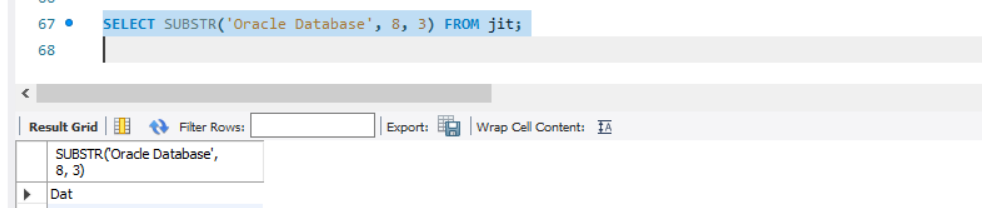 67 SELECT SUBSTR('Oracle Database', 8, 3) FROM jit;
68
Result Grid Filter Rows: Export: Wrap Cell Content:
SUBSTR('Oracle Database',
8, 3)
Dat